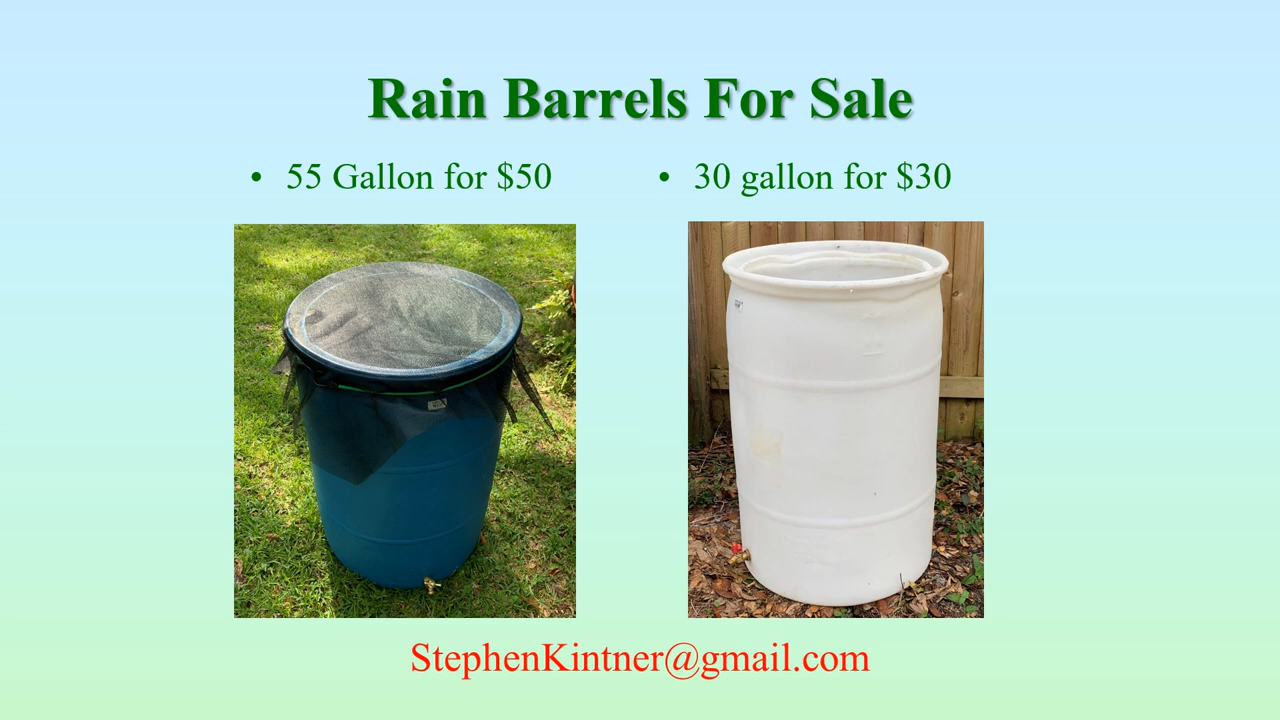 Rain Barrels For Sale
• 55 Gallon for $50
• 30 gallon for $30
StephenKintner@gmail.com